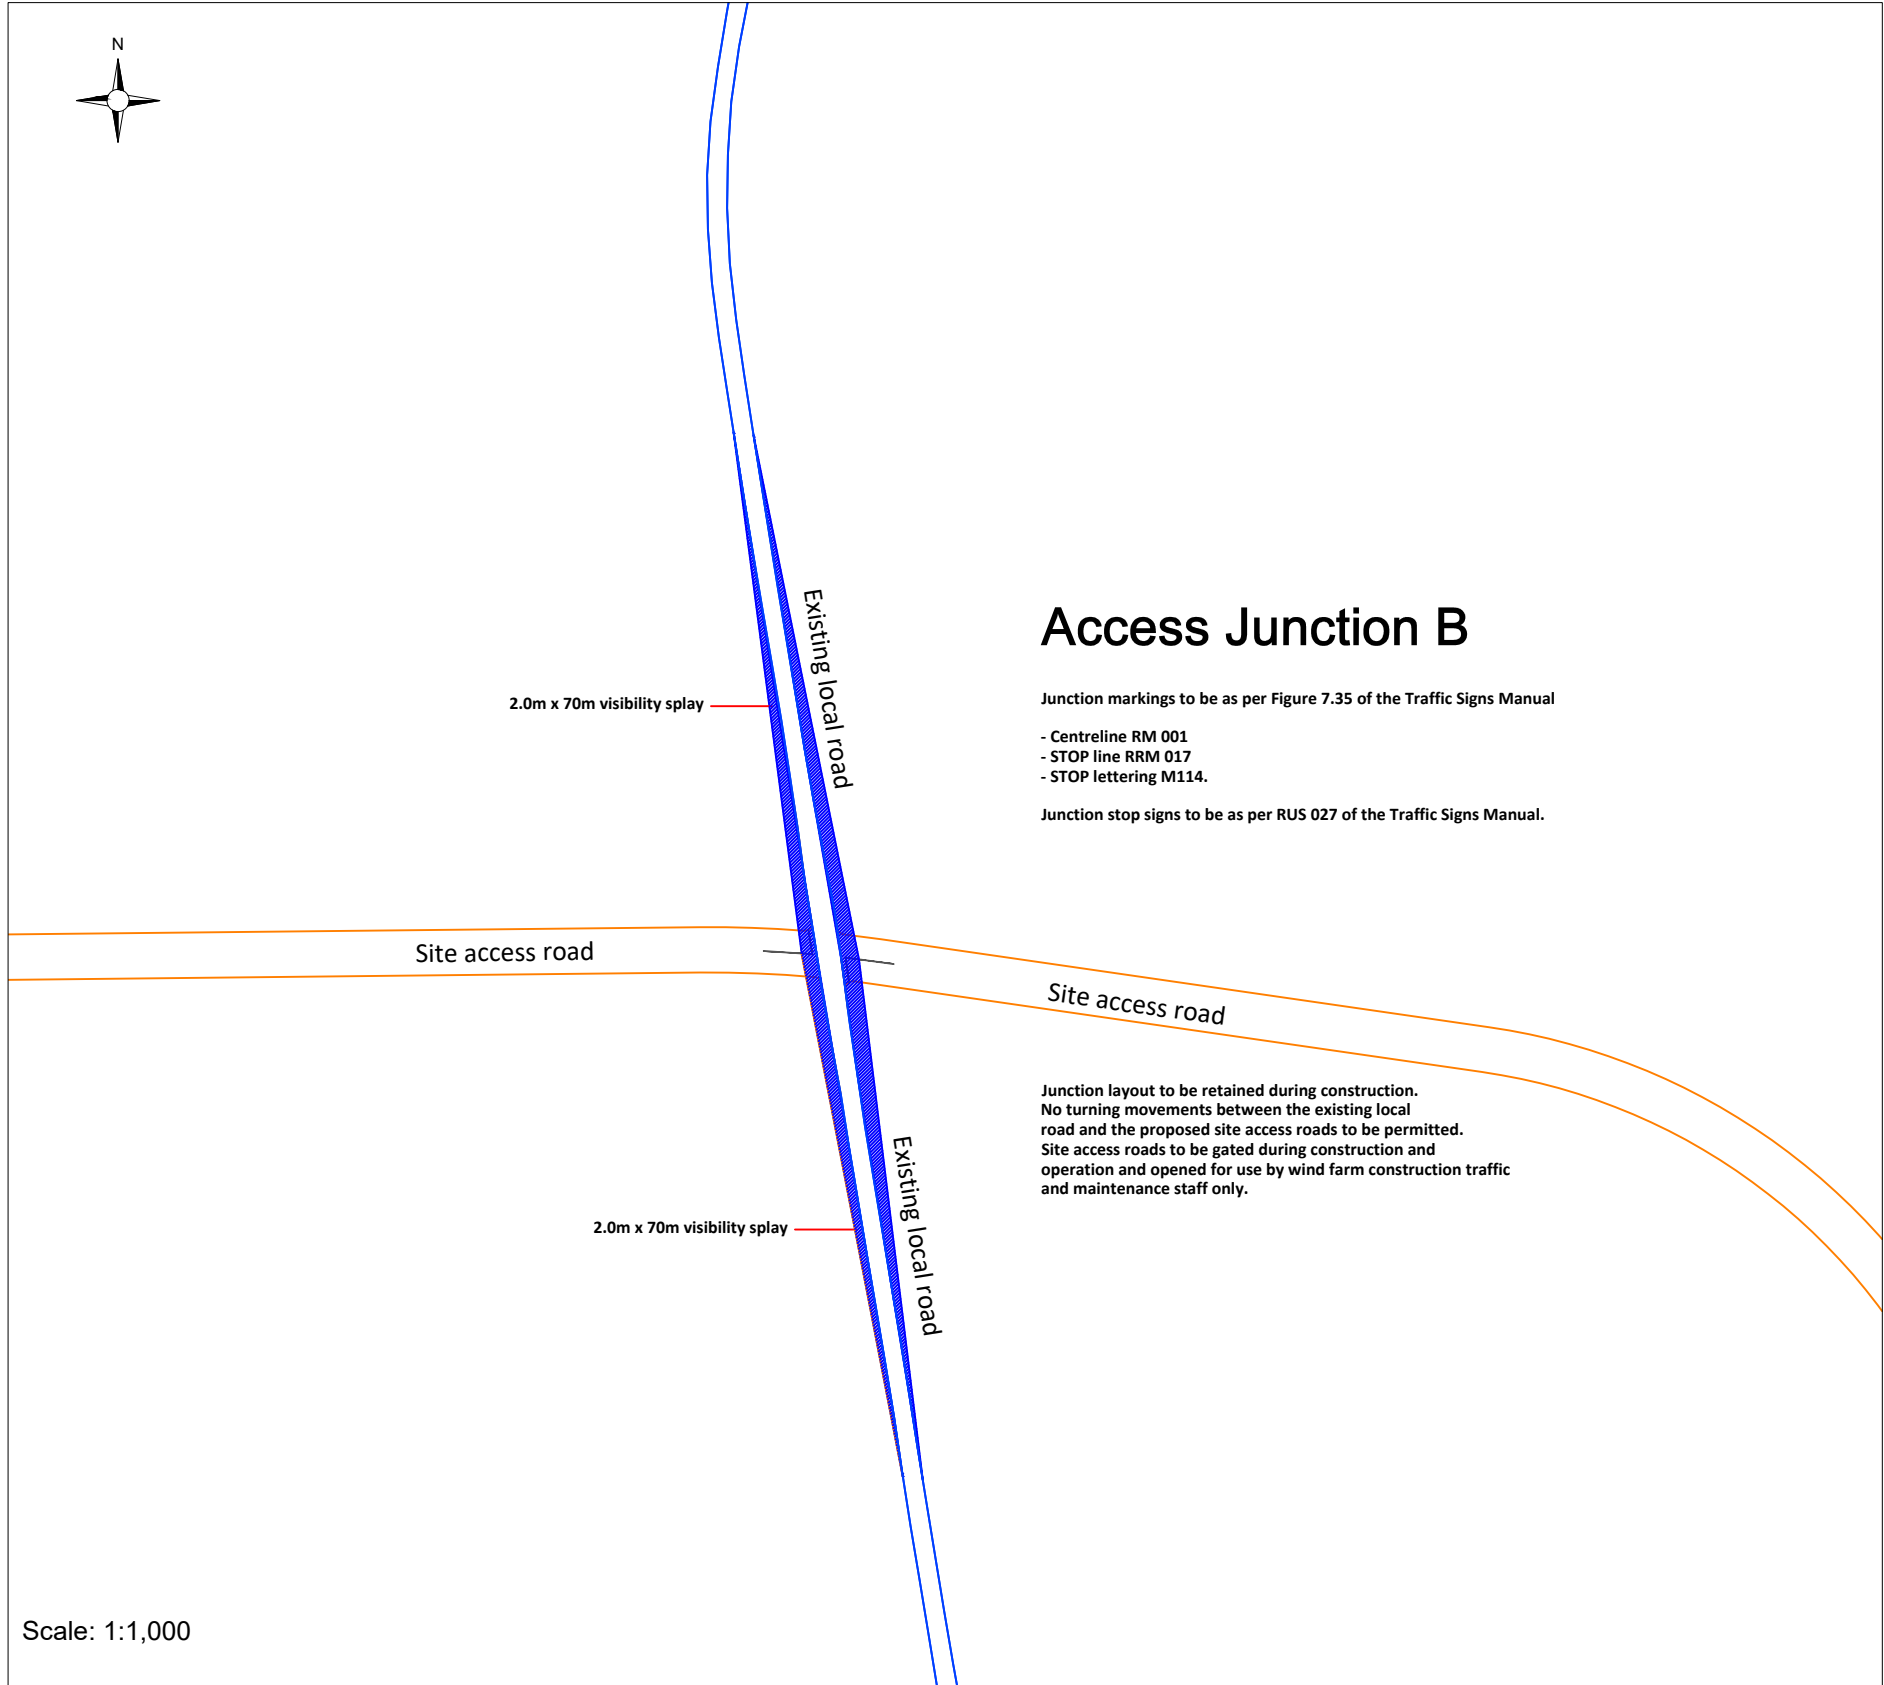 N
Existing local road
Access Junction B
2.0m x 70m visibility splay
Junction markings to be as per Figure 7.35 of the Traffic Signs Manual
- Centreline RM 001
- STOP line RRM 017
- STOP lettering M114.
Junction stop signs to be as per RUS 027 of the Traffic Signs Manual.
Site access road
Site access road
Junction layout to be retained during construction.
No turning movements between the existing local
road and the proposed site access roads to be permitted.
Site access roads to be gated during construction and
operation and opened for use by wind farm construction traffic
and maintenance staff only.
Existing local road
2.0m x 70m visibility splay
Scale: 1:1,000